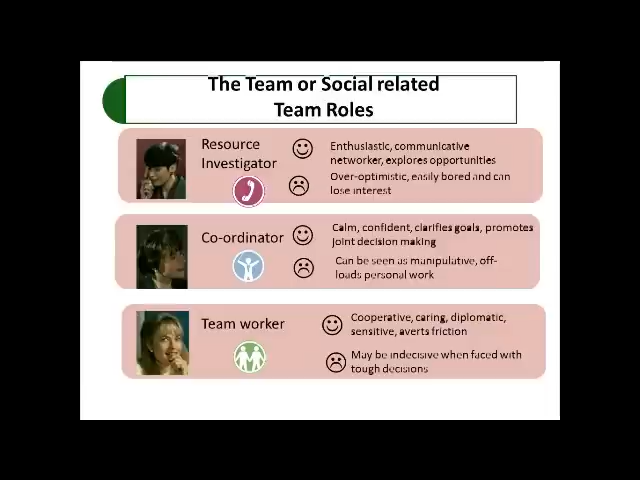 The Team or Social related
Team Roles
Resource
Investigator
Enthusiastic, communicative
networker, explores opportunities
Over-optimistic, easily bored and can
lose interest
Co-ordinator
Calm, confident, clarifies goals, promotes
joint decision making
Can be seen as manipulative, off-
loads personal work
Team worker
Cooperative, caring, diplomatic,
sensitive, averts friction
May be indecisive when faced with
tough decisions